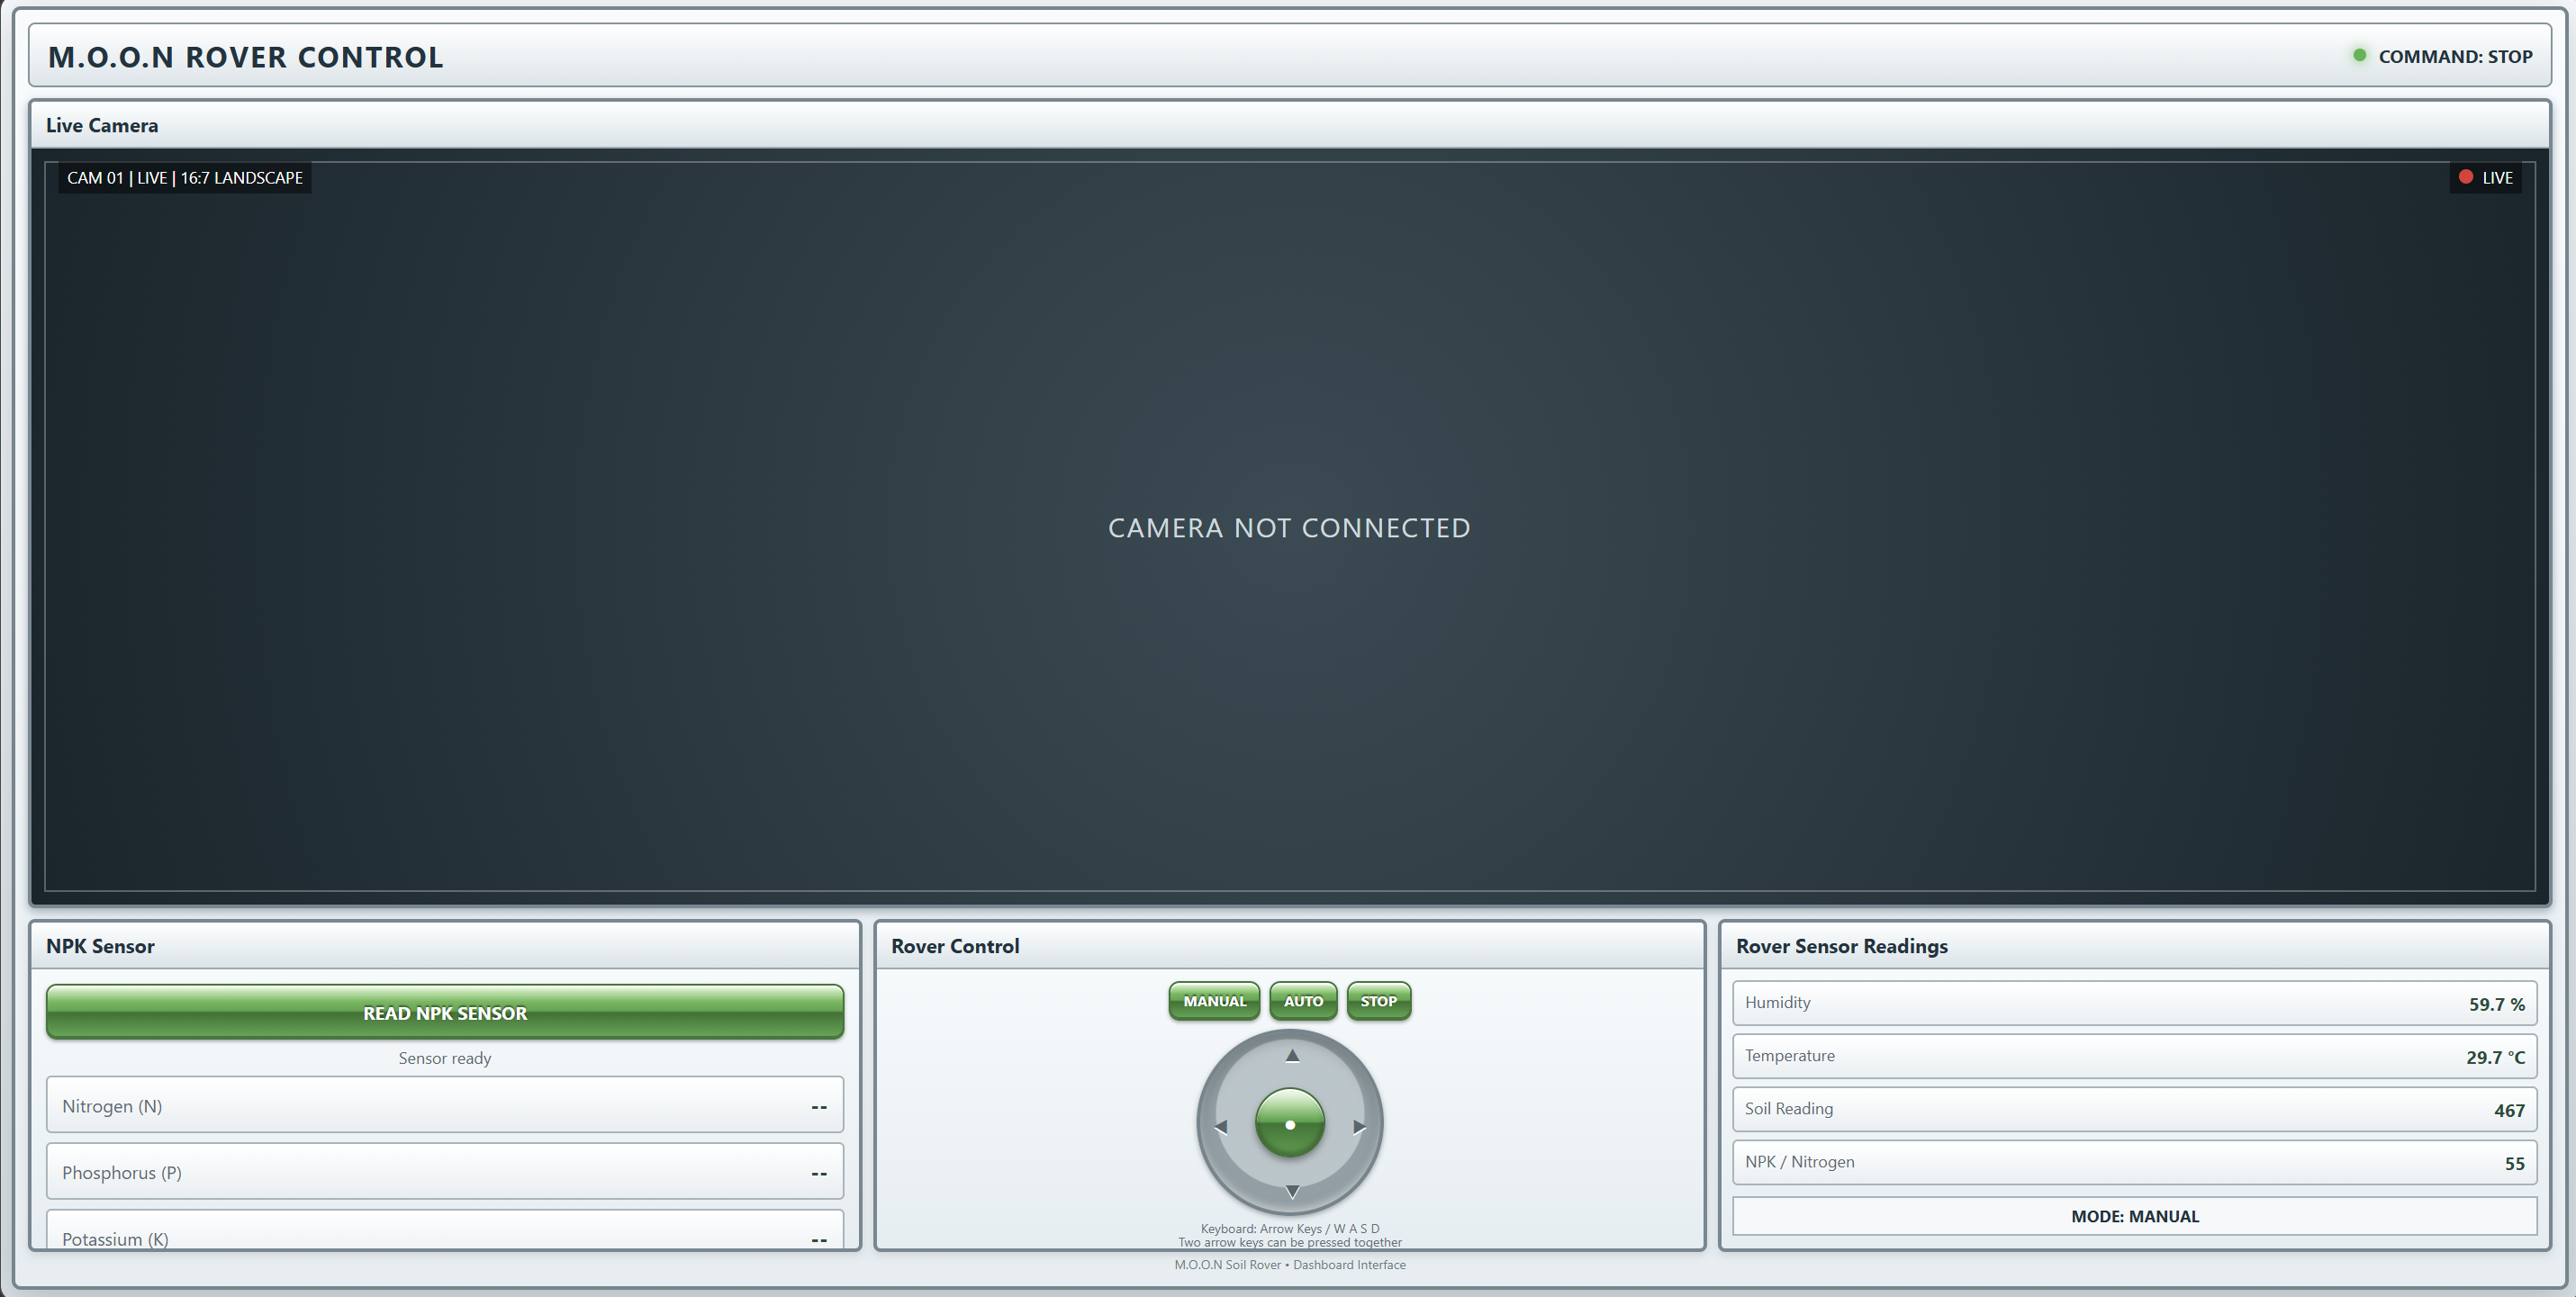 M.O.O.N ROVER CONTROL
COMMAND: STOP
Live Camera
CAM 01 | LIVE | 16:7 LANDSCAPE
LIVE
CAMERA NOT CONNECTED
NPK Sensor
READ NPK SENSOR
Sensor ready
Nitrogen (N) --
Phosphorus (P) --
Potassium (K) --
Rover Control
MANUAL AUTO STOP
Keyboard: Arrow Keys / W A S D
Two arrow keys can be pressed together
Rover Sensor Readings
Humidity 59.7 %
Temperature 29.7 °C
Soil Reading 467
NPK / Nitrogen 55
MODE: MANUAL
M.O.O.N Soil Rover • Dashboard Interface